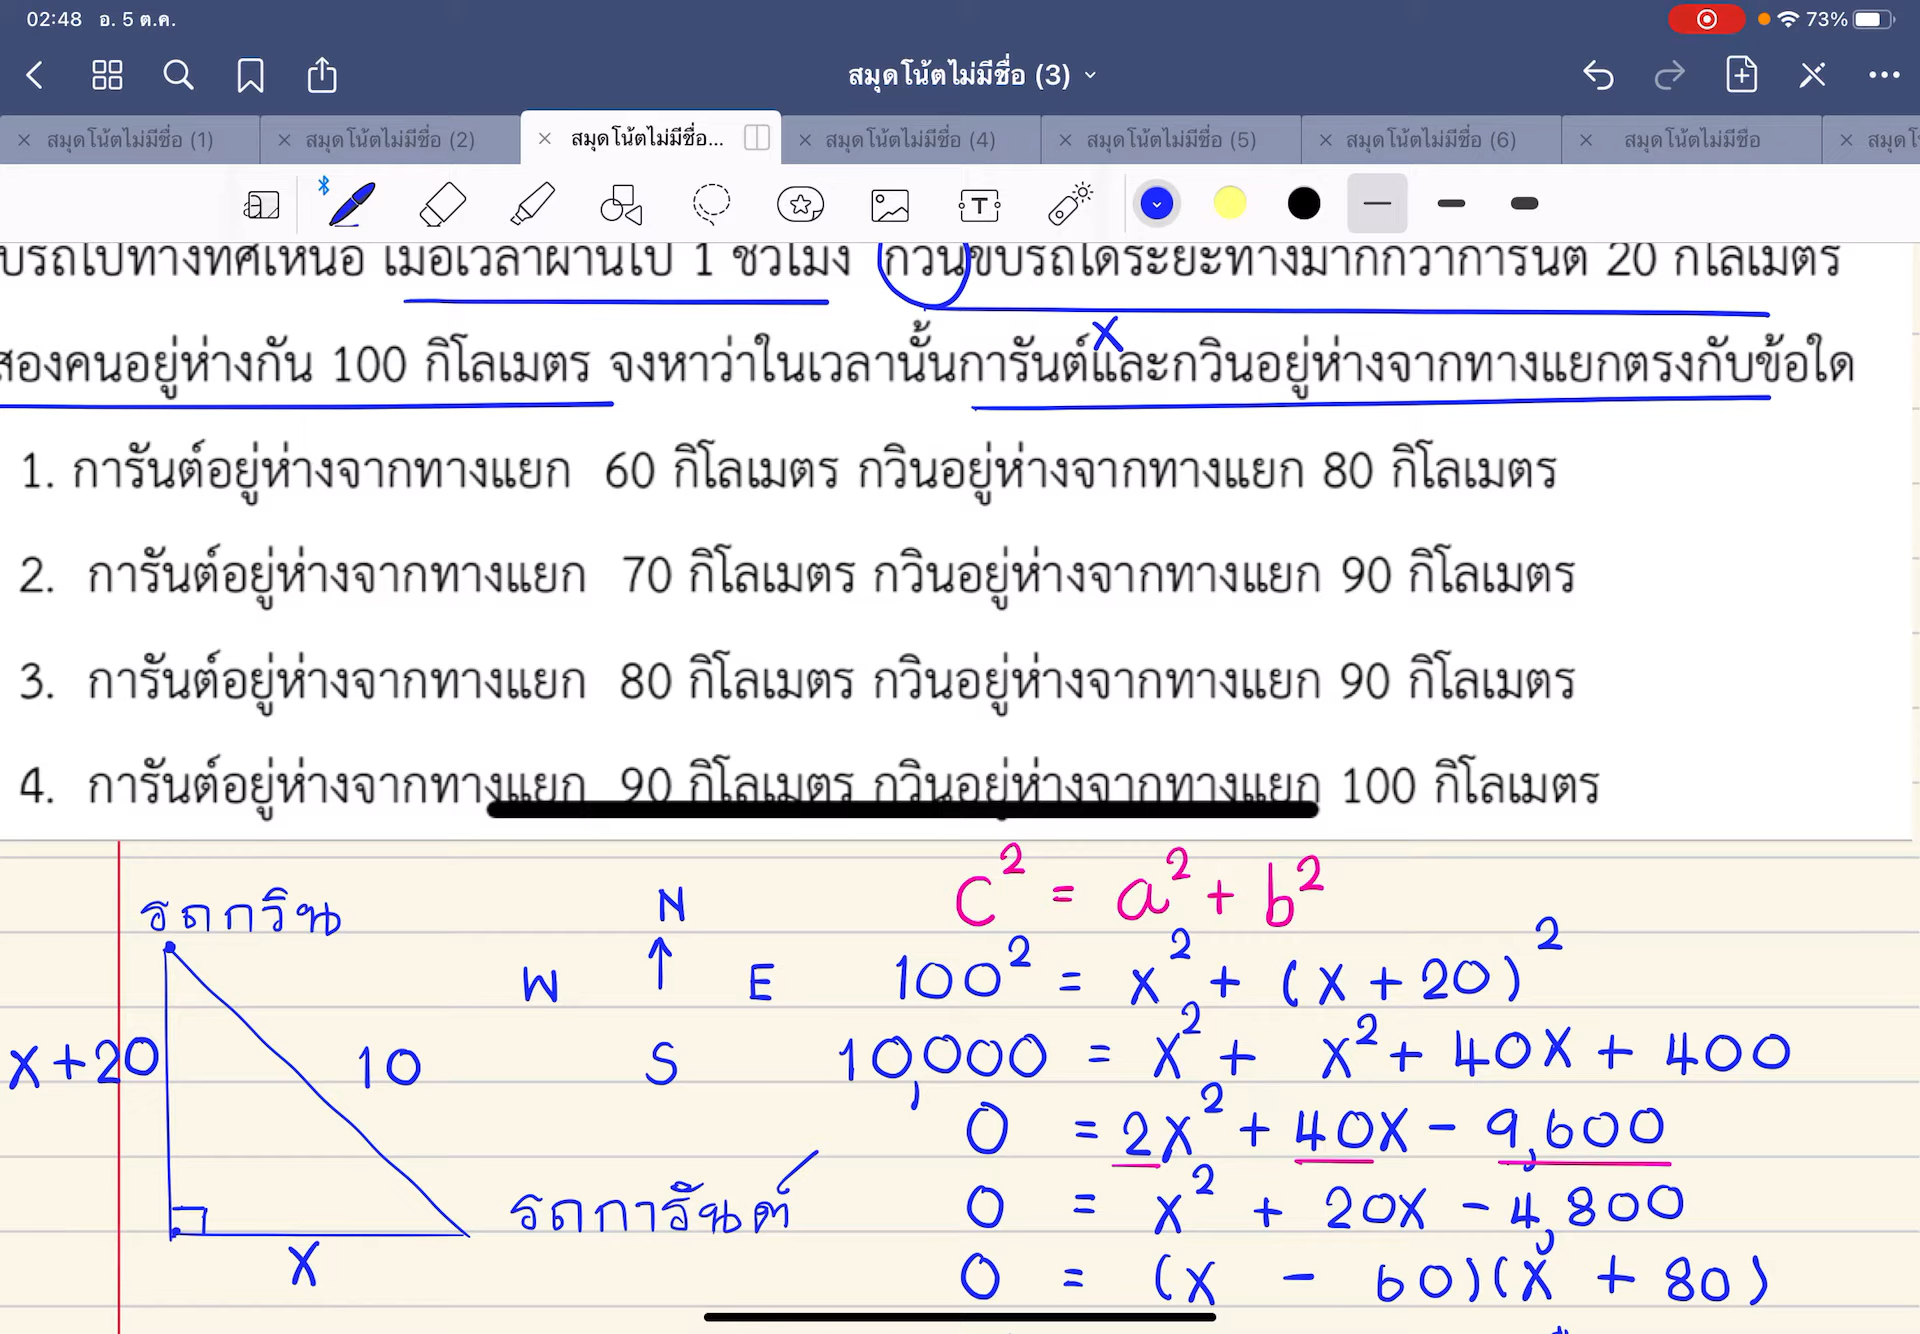 02:48 อ. 5 ต.ค. 73%
สมุดโน้ตไม่มีชื่อ (3)
สมุดโน้ตไม่มีชื่อ (1) สมุดโน้ตไม่มีชื่อ (2) สมุดโน้ตไม่มีชื่อ... สมุดโน้ตไม่มีชื่อ (4) สมุดโน้ตไม่มีชื่อ (5) สมุดโน้ตไม่มีชื่อ (6) สมุดโน้ตไม่มีชื่อ
บรถไปทางทิศเหนือ เมื่อเวลาผ่านไป 1 ชั่วโมง กวินขับรถได้ระยะทางมากกว่าการันต์ 20 กิโลเมตร
x
สองคนอยู่ห่างกัน 100 กิโลเมตร จงหาว่าในเวลานั้นการันต์และกวินอยู่ห่างจากทางแยกตรงกับข้อใด
1. การันต์อยู่ห่างจากทางแยก 60 กิโลเมตร กวินอยู่ห่างจากทางแยก 80 กิโลเมตร
2. การันต์อยู่ห่างจากทางแยก 70 กิโลเมตร กวินอยู่ห่างจากทางแยก 90 กิโลเมตร
3. การันต์อยู่ห่างจากทางแยก 80 กิโลเมตร กวินอยู่ห่างจากทางแยก 90 กิโลเมตร
4. การันต์อยู่ห่างจากทางแยก 90 กิโลเมตร กวินอยู่ห่างจากทางแยก 100 กิโลเมตร
รถกวิน
x+20
10
x
รถการันต์
N
W E
S
c² = a² + b²
100² = x² + (x + 20)²
10,000 = x² + x² + 40x + 400
0 = 2x² + 40x - 9,600
0 = x² + 20x - 4,800
0 = (x - 60)(x + 80)